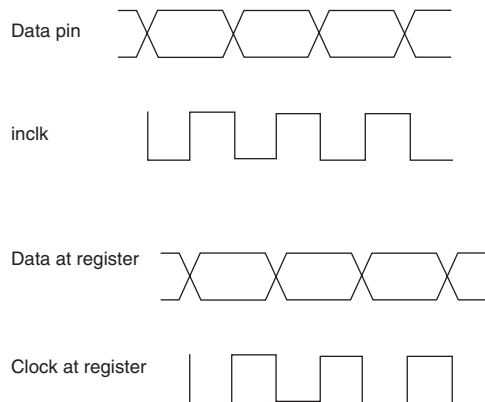 Data pin
inclk
Data at register
Clock at register